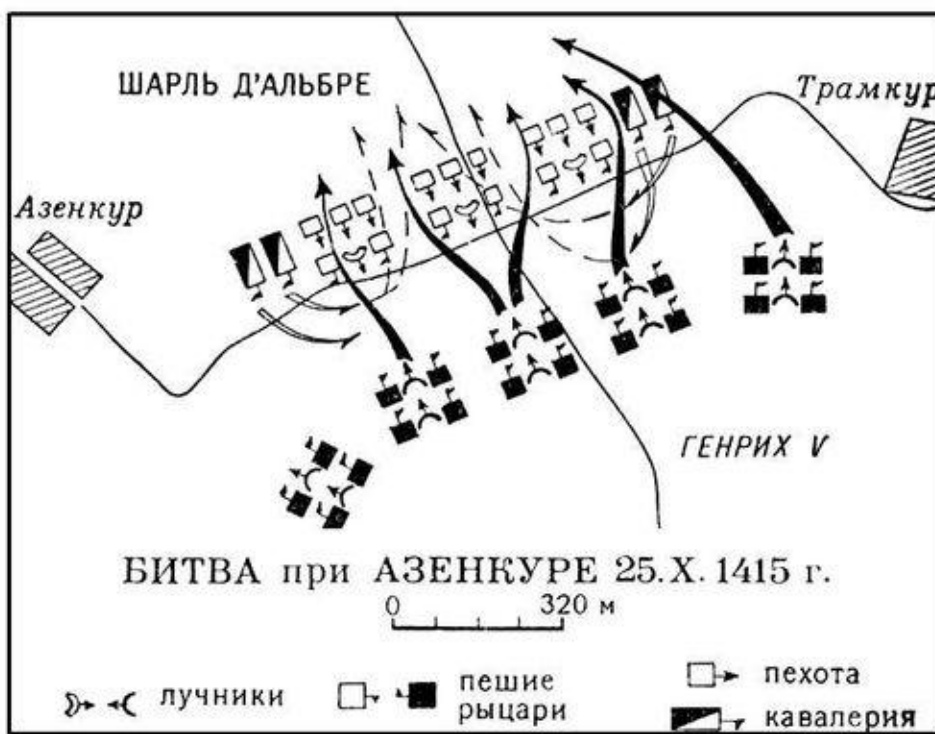 ШАРЛЬ Д'АЛЬБРЕ
Трамкур
Азенкур
ГЕНРИХ V
БИТВА при АЗЕНКУРЕ 25.X.1415 г.
0 320 м
лучники
пешие
рыцари
пехота
кавалерия